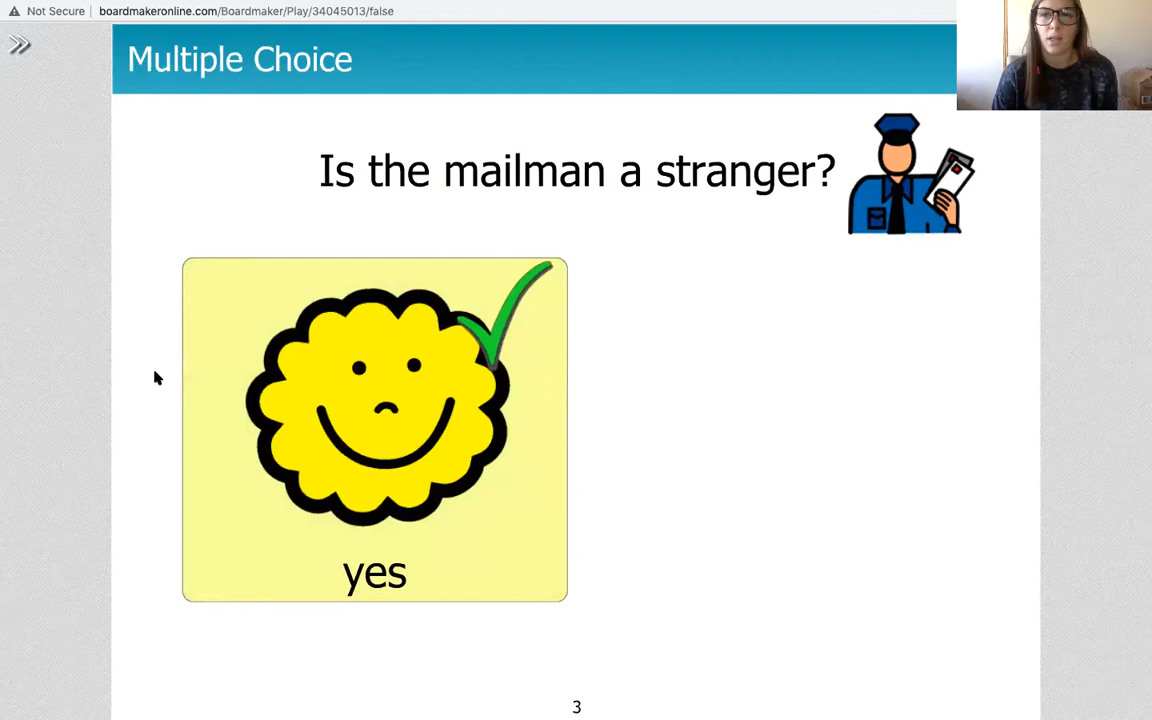 Not Secure
boardmakeronline.com/Boardmaker/Play/34045013/false
Multiple Choice
Is the mailman a stranger?
yes
3